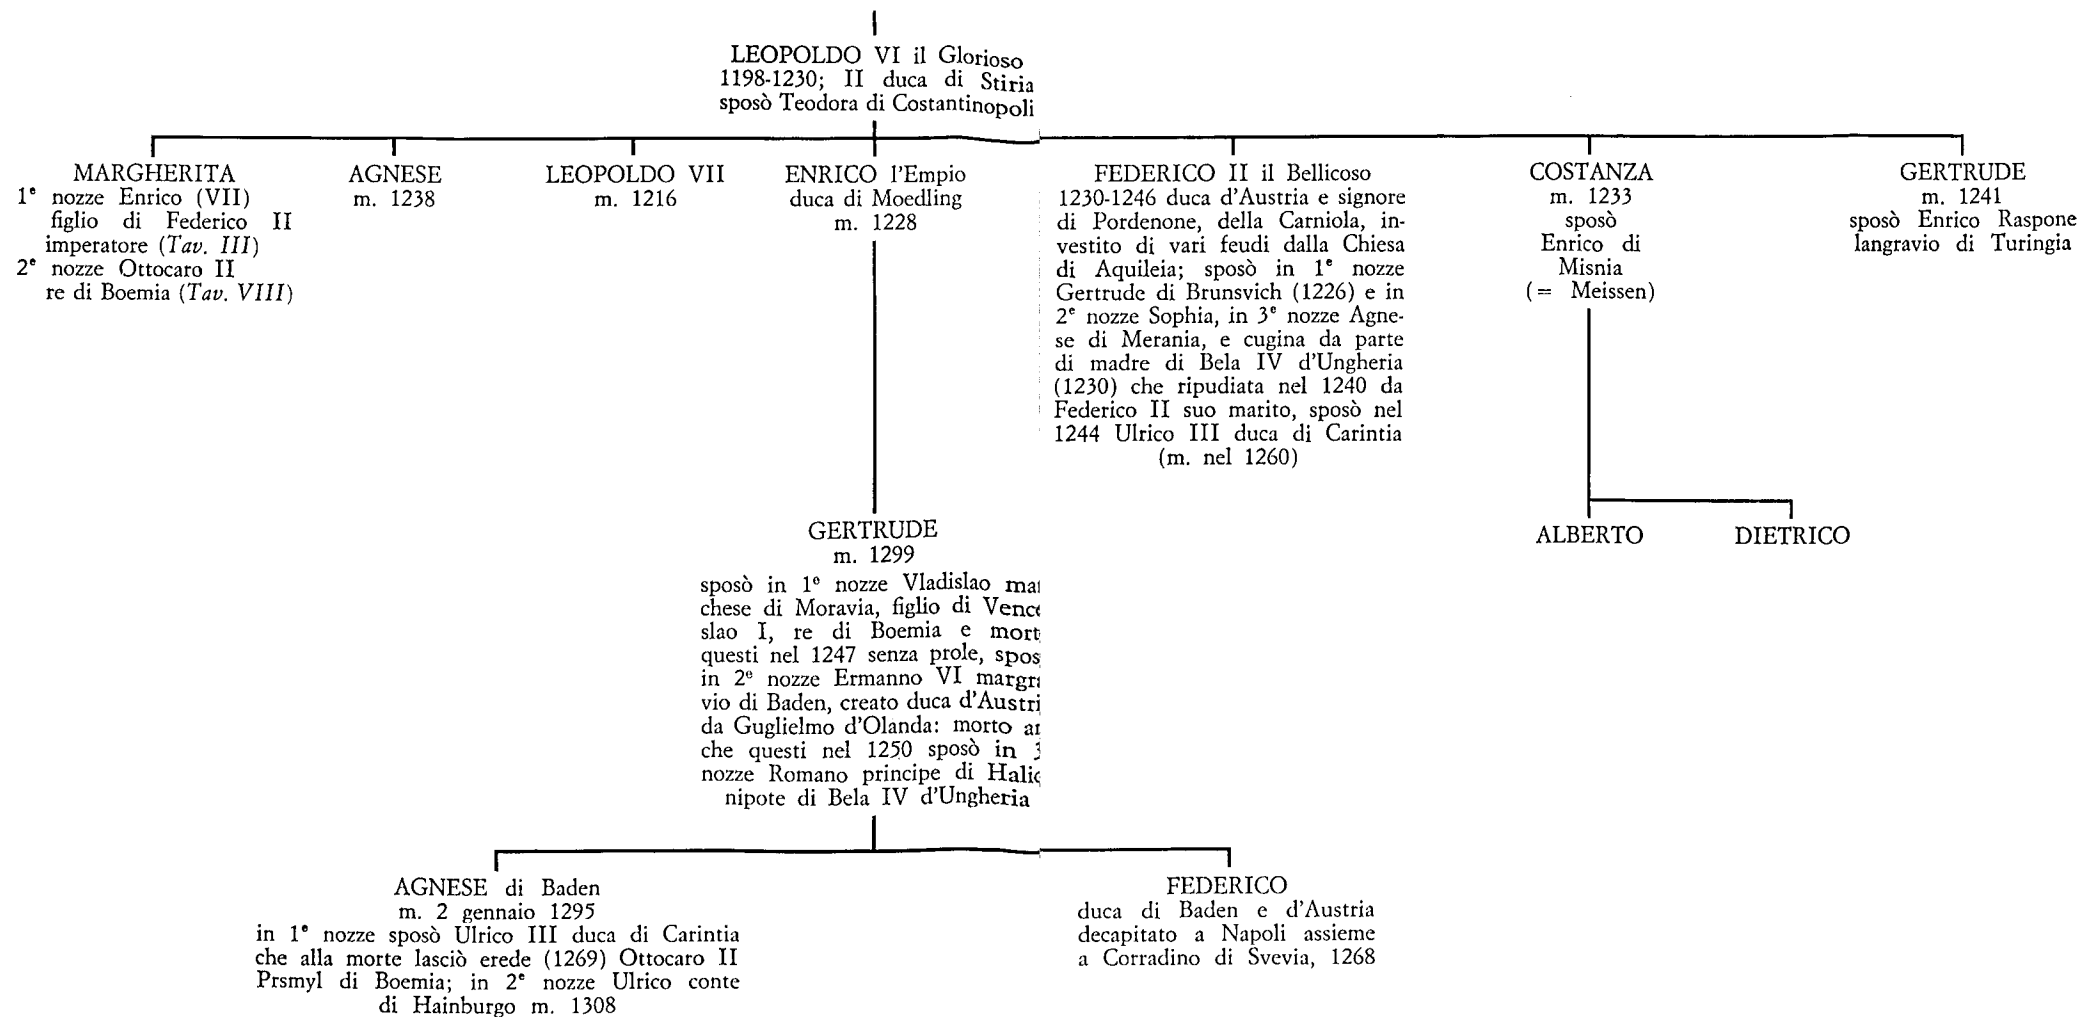 LEOPOLDO VI il Glorioso
1198-1230; II duca di Stiria
sposò Teodora di Costantinopoli
MARGHERITA
1ᵉ nozze Enrico (VII)
figlio di Federico II
imperatore (Tav. III)
2ᵉ nozze Ottocaro II
re di Boemia (Tav. VIII)
AGNESE
m. 1238
LEOPOLDO VII
m. 1216
ENRICO l'Empio
duca di Moedling
m. 1228
FEDERICO II il Bellicoso
1230-1246 duca d'Austria e signore
di Pordenone, della Carniola, in-
vestito di vari feudi dalla Chiesa
di Aquileia; sposò in 1ᵉ nozze
Gertrude di Brunsvich (1226) e in
2ᵉ nozze Sophia, in 3ᵉ nozze Agne-
se di Merania, e cugina da parte
di madre di Bela IV d'Ungheria
(1230) che ripudiata nel 1240 da
Federico II suo marito, sposò nel
1244 Ulrico III duca di Carintia
(m. nel 1260)
COSTANZA
m. 1233
sposò
Enrico di
Misnia
(= Meissen)
GERTRUDE
m. 1241
sposò Enrico Raspone
langravio di Turingia
GERTRUDE
m. 1299
sposò in 1ᵉ nozze Vladislao mar
chese di Moravia, figlio di Vence
slao I, re di Boemia e mort
questi nel 1247 senza prole, spos
in 2ᵉ nozze Ermanno VI margra
vio di Baden, creato duca d'Austri
da Guglielmo d'Olanda: morto an
che questi nel 1250 sposò in 3
nozze Romano principe di Halic
nipote di Bela IV d'Ungheria
ALBERTO
DIETRICO
AGNESE di Baden
m. 2 gennaio 1295
in 1ᵉ nozze sposò Ulrico III duca di Carintia
che alla morte lasciò erede (1269) Ottocaro II
Prsmyl di Boemia; in 2ᵉ nozze Ulrico conte
di Hainburgo m. 1308
FEDERICO
duca di Baden e d'Austria
decapitato a Napoli assieme
a Corradino di Svevia, 1268